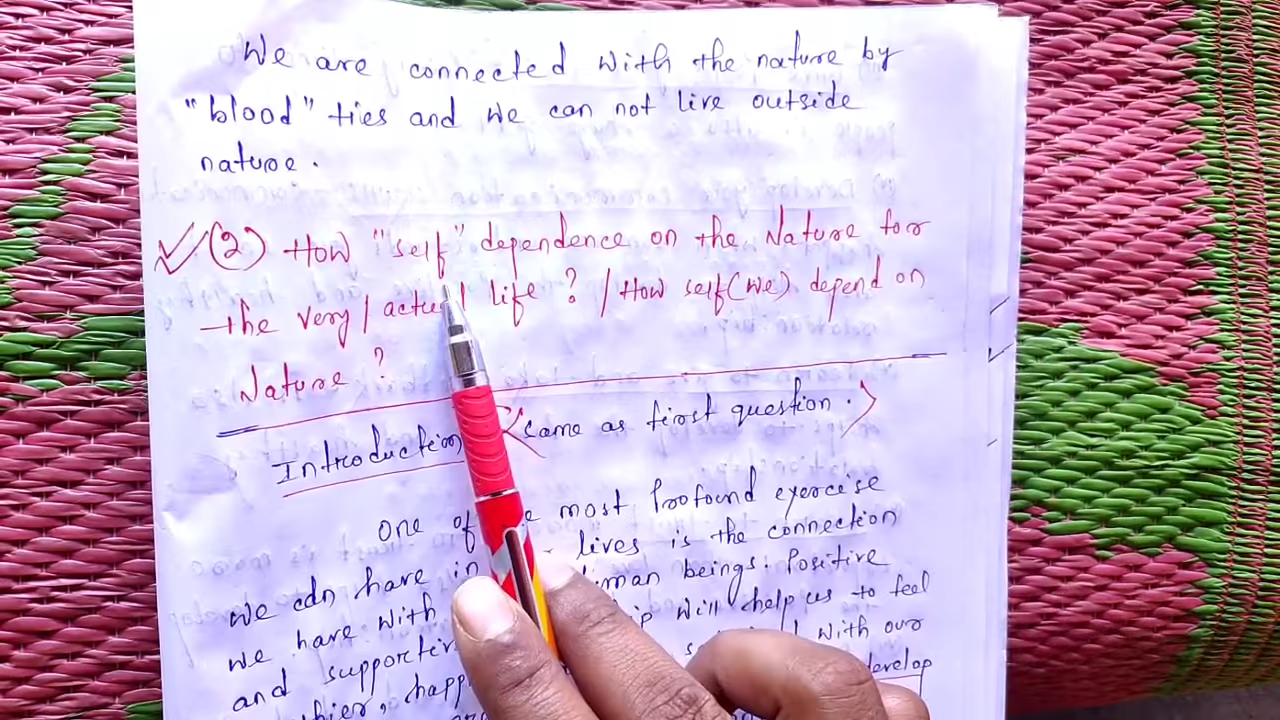 We are connected with the nature by
"blood" ties and we can not live outside
nature.
(2) How "self" dependence on the Nature for
the very / actual life ? / How self (we) depend on
Nature ?
Introduction < Same as first question . >
One of most Profound exercise
we can have in lives is the connection
we have with beings. Positive
and will help us to feel
happ with our
develop